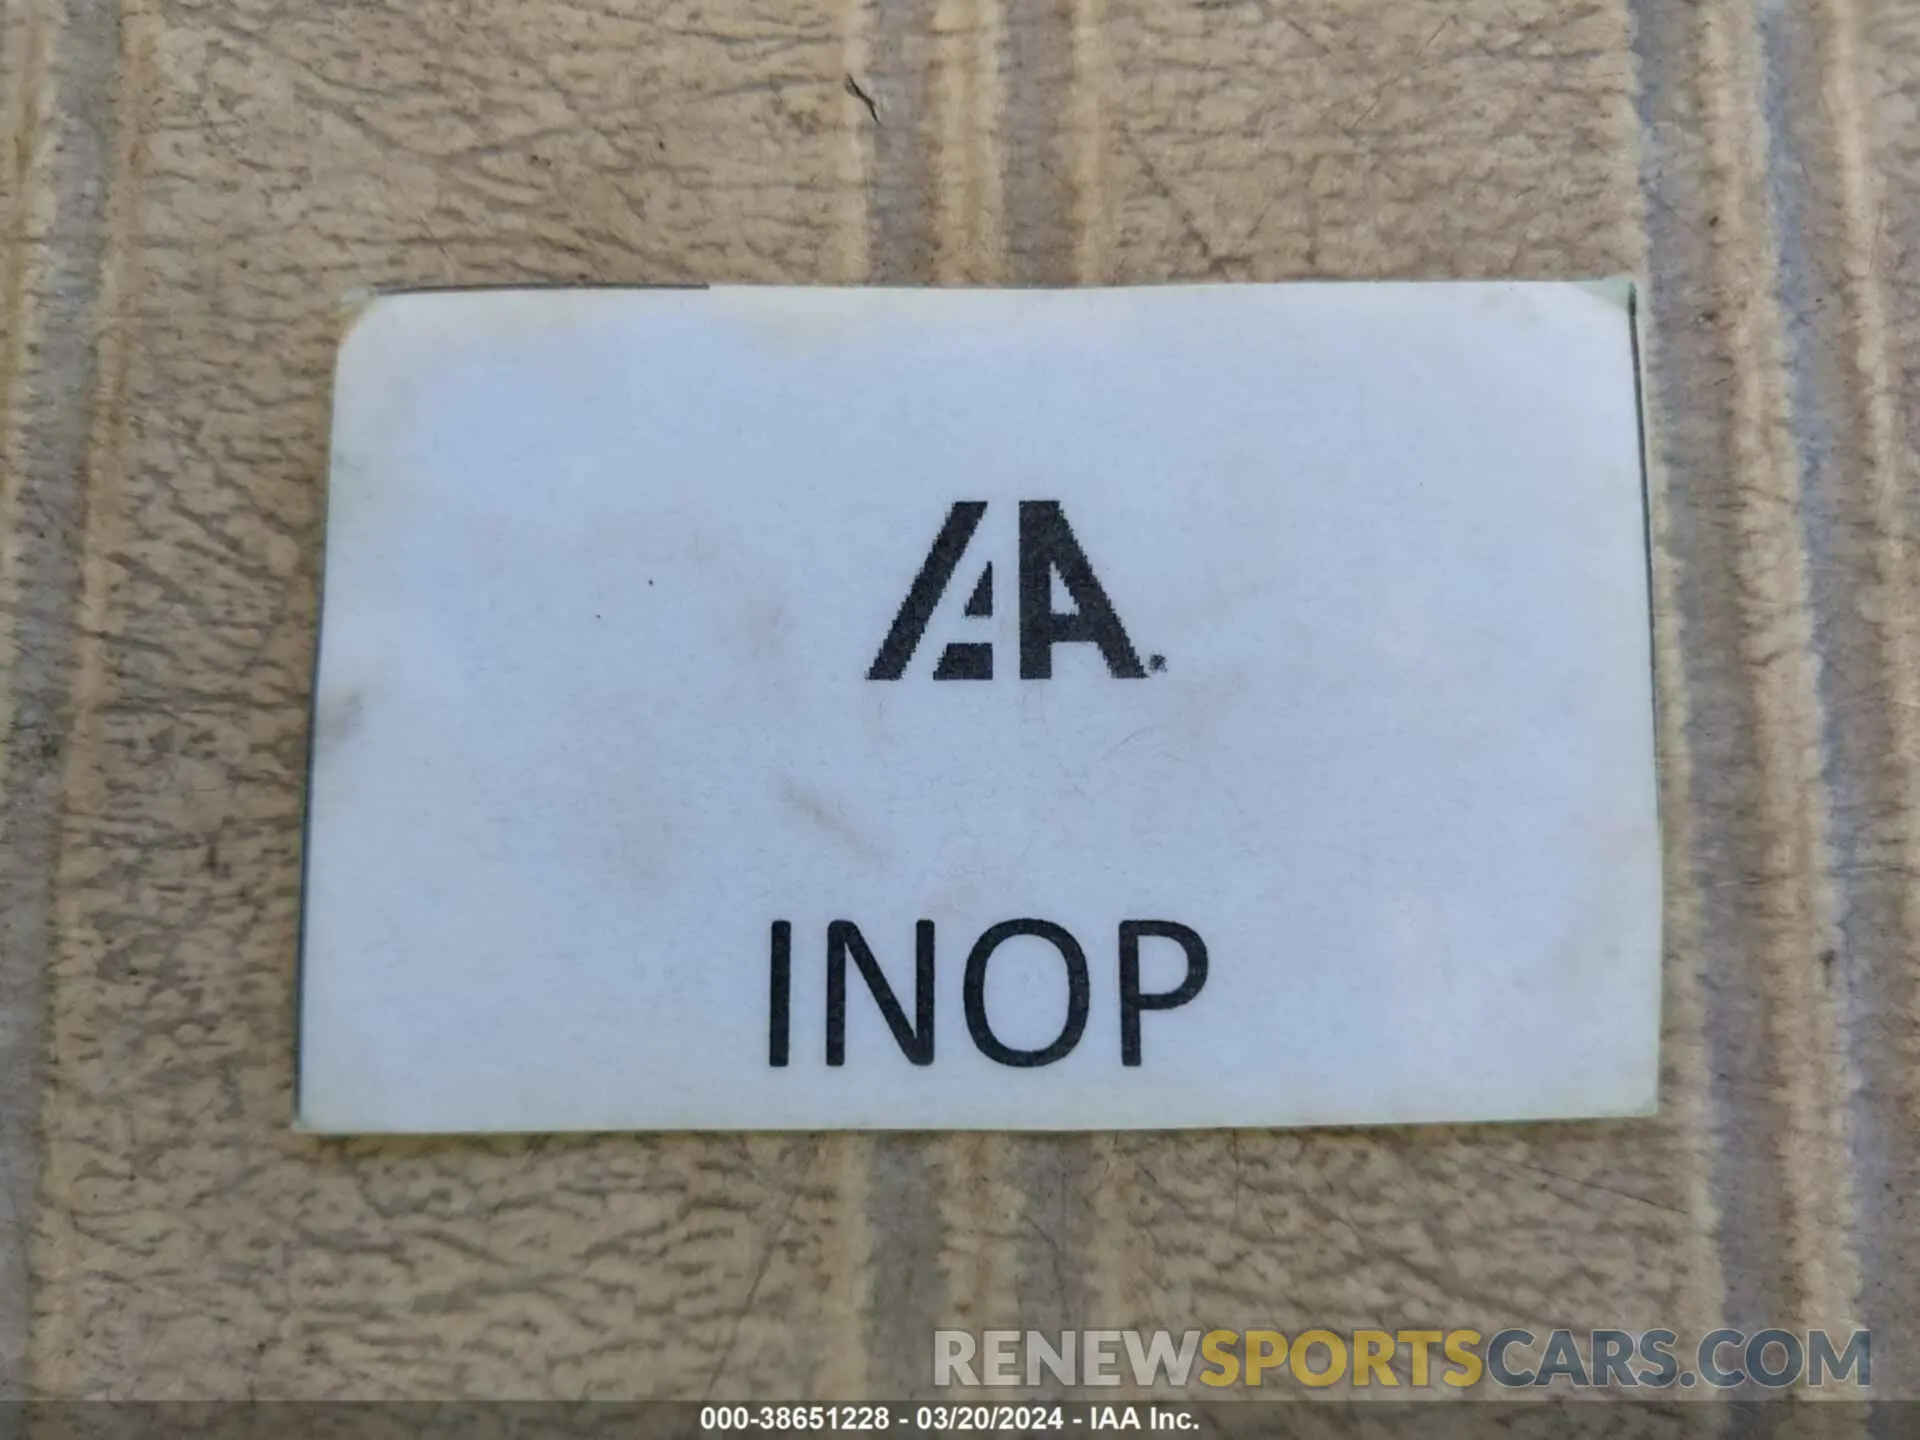 IAA
INOP
RENEWSPORTSCARS.COM
000-38651228 - 03/20/2024 - IAA Inc.